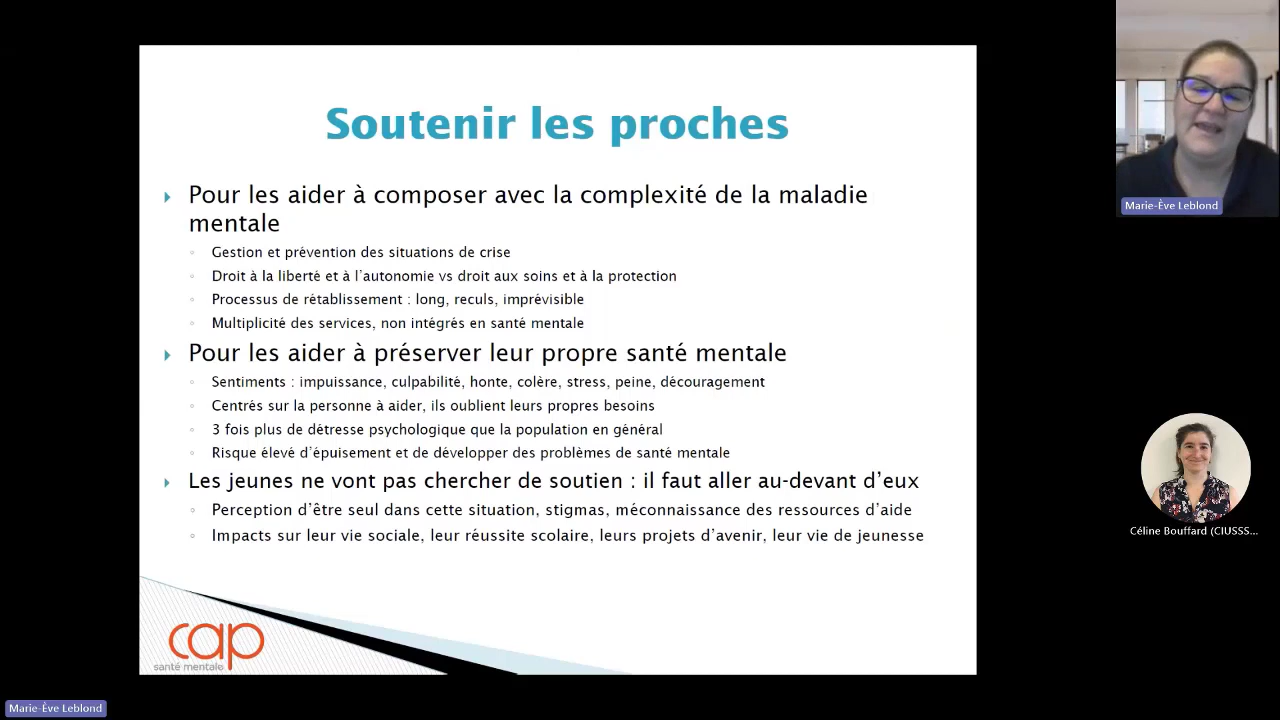 Soutenir les proches
Pour les aider à composer avec la complexité de la maladie
mentale
Gestion et prévention des situations de crise
Droit à la liberté et à l'autonomie vs droit aux soins et à la protection
Processus de rétablissement : long, reculs, imprévisible
Multiplicité des services, non intégrés en santé mentale
Pour les aider à préserver leur propre santé mentale
Sentiments : impuissance, culpabilité, honte, colère, stress, peine, découragement
Centrés sur la personne à aider, ils oublient leurs propres besoins
3 fois plus de détresse psychologique que la population en général
Risque élevé d'épuisement et de développer des problèmes de santé mentale
Les jeunes ne vont pas chercher de soutien : il faut aller au-devant d'eux
Perception d'être seul dans cette situation, stigmas, méconnaissance des ressources d'aide
Impacts sur leur vie sociale, leur réussite scolaire, leurs projets d'avenir, leur vie de jeunesse
cap
santé mentale
Marie-Ève Leblond
Céline Bouffard (CIUSSS...
Marie-Ève Leblond